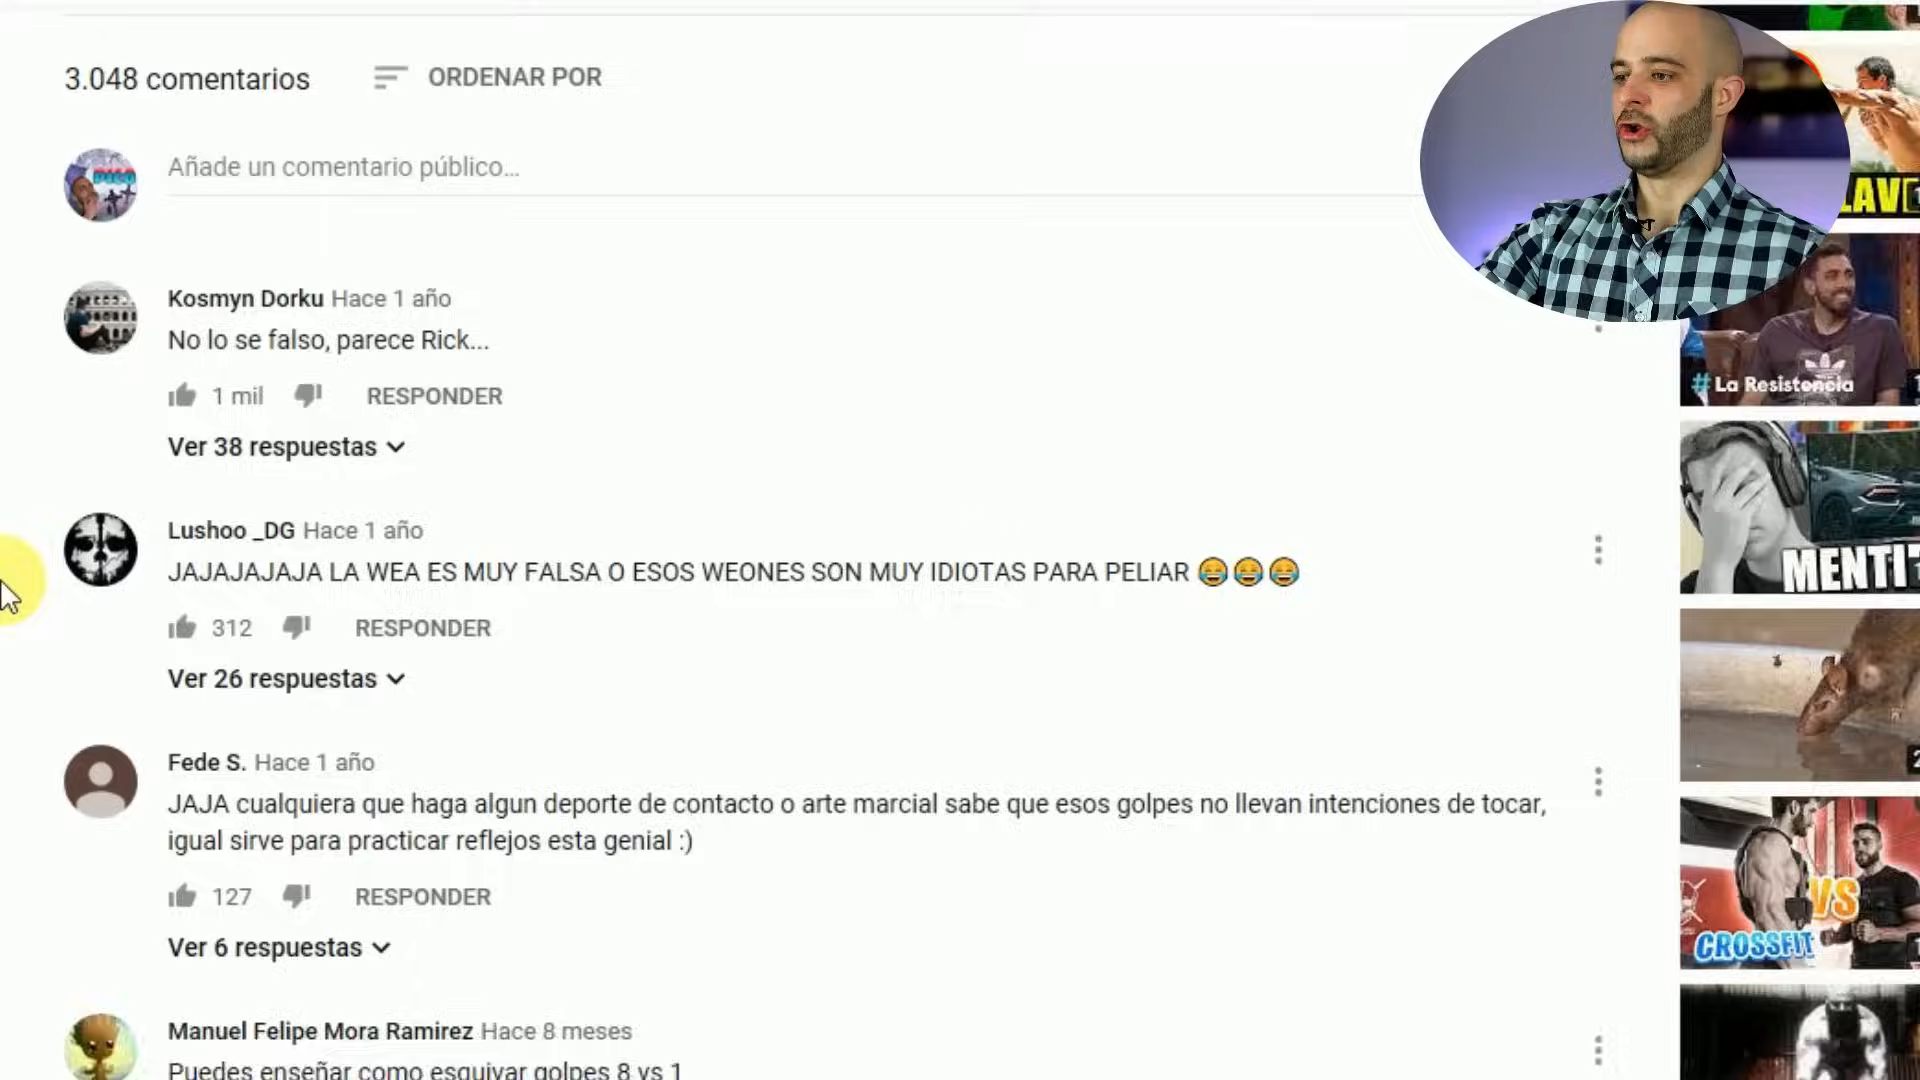 3.048 comentarios
ORDENAR POR
Añade un comentario público...
Kosmyn Dorku Hace 1 año
No lo se falso, parece Rick...
1 mil
RESPONDER
Ver 38 respuestas
Lushoo _DG Hace 1 año
JAJAJAJAJA LA WEA ES MUY FALSA O ESOS WEONES SON MUY IDIOTAS PARA PELIAR 😂😂😂
312
RESPONDER
Ver 26 respuestas
Fede S. Hace 1 año
JAJA cualquiera que haga algun deporte de contacto o arte marcial sabe que esos golpes no llevan intenciones de tocar,
igual sirve para practicar reflejos esta genial :)
127
RESPONDER
Ver 6 respuestas
Manuel Felipe Mora Ramirez Hace 8 meses
Puedes enseñar como esquivar golpes 8 vs 1
# La Resistencia
VS
CROSSFIT